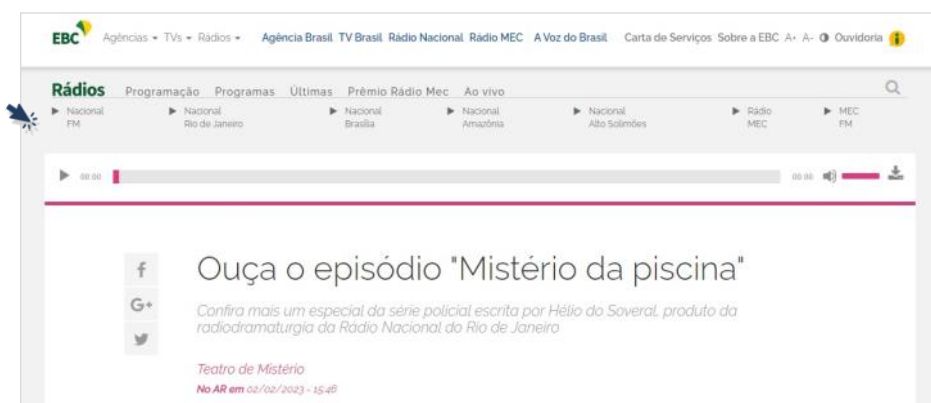 EBC Agências TVs Rádios Agência Brasil TV Brasil Rádio Nacional Rádio MEC A Voz do Brasil Carta de Serviços Sobre a EBC A+ A- Ouvidoria i
Rádios Programação Programas Últimas Prêmio Rádio Mec Ao vivo
Nacional FM
Nacional Rio de Janeiro
Nacional Brasília
Nacional Amazônia
Nacional Alto Solimões
Rádio MEC
MEC FM
00:00 00:00
f
G+
Ouça o episódio "Mistério da piscina"
Confira mais um especial da série policial escrita por Hélio do Soveral, produto da
radiodramaturgia da Rádio Nacional do Rio de Janeiro
Teatro de Mistério
No AR em 02/02/2023 - 15:46